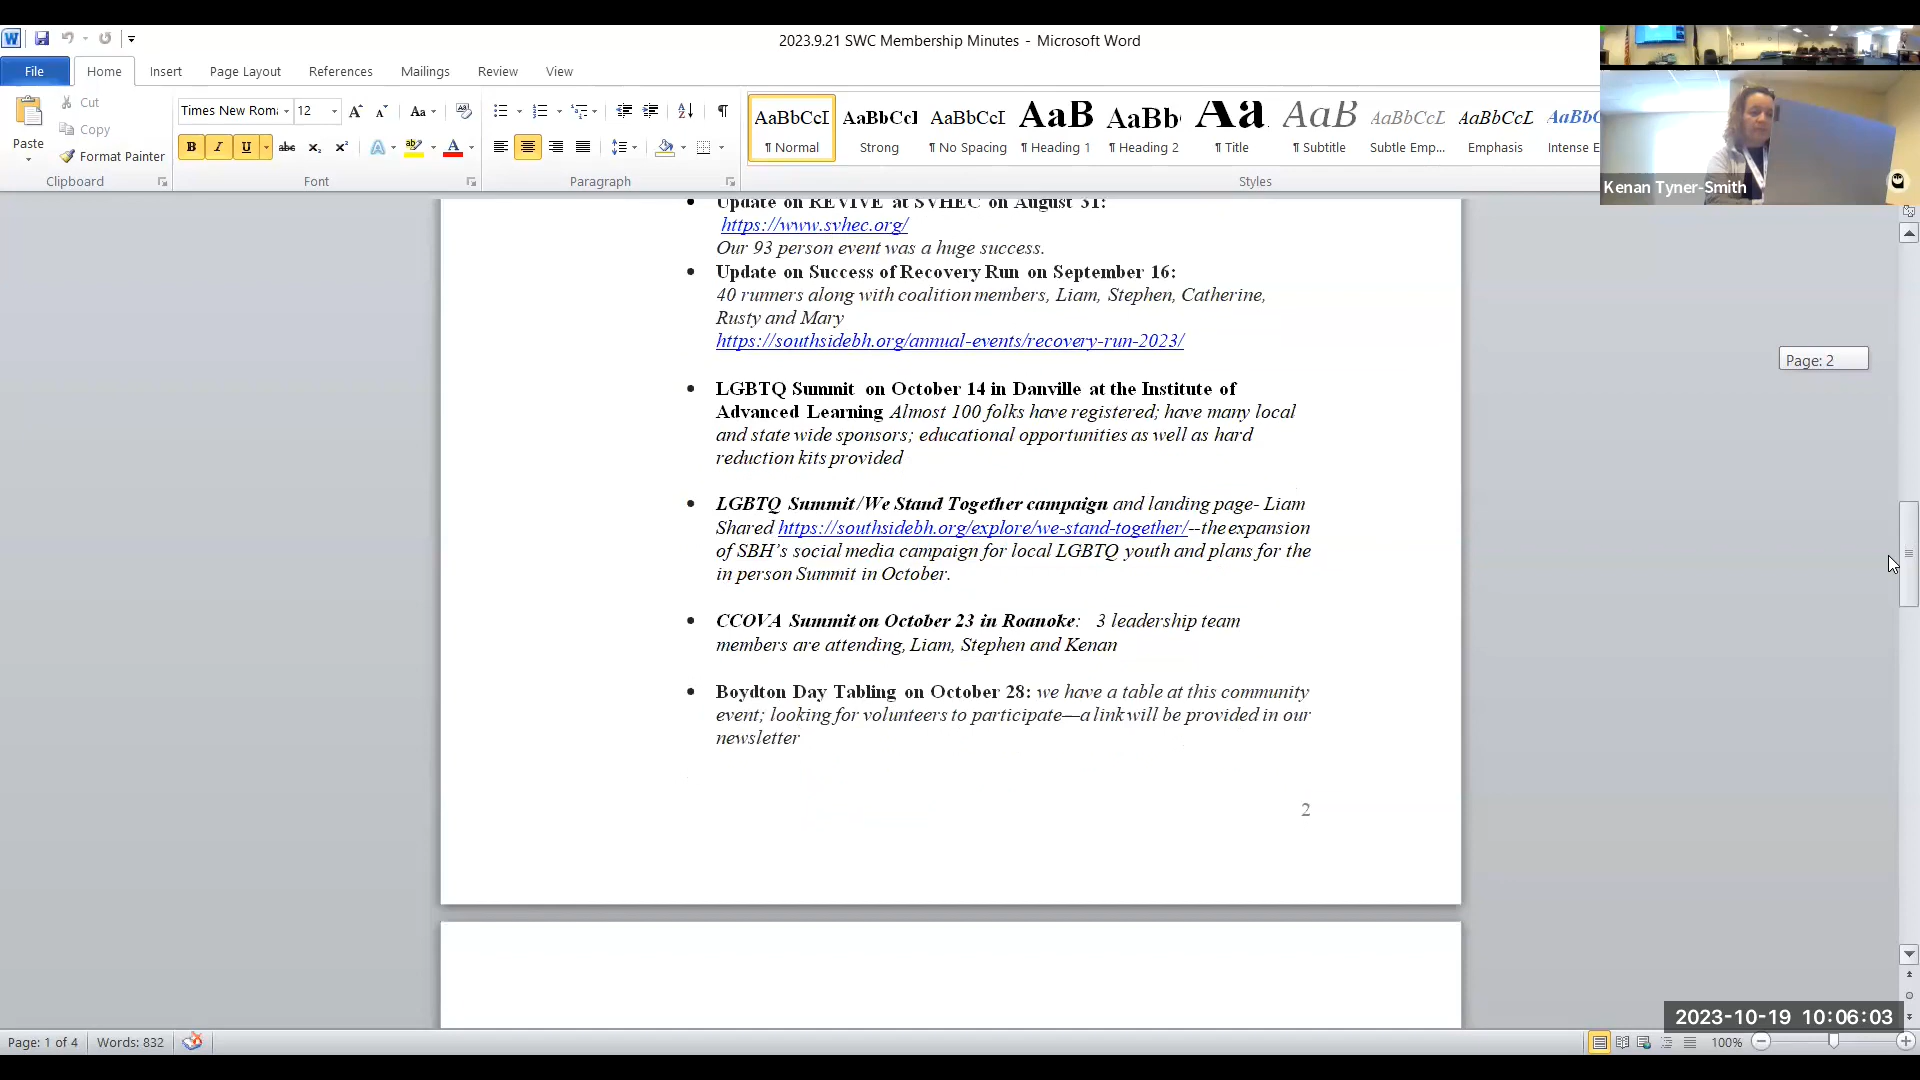 2023.9.21 SWC Membership Minutes - Microsoft Word
File Home Insert Page Layout References Mailings Review View
Cut
Copy
Paste
Format Painter
Times New Roma 12
AaBbCcI AaBbCcI AaBbCcI AaB AaBb Aa AaB AaBbCcL AaBbCcL AaBbC
¶ Normal Strong ¶ No Spacing ¶ Heading 1 ¶ Heading 2 ¶ Title ¶ Subtitle Subtle Emp... Emphasis Intense E
Clipboard Font Paragraph Styles
Kenan Tyner-Smith
• Update on REVIVE at SVHEC on August 31:
https://www.svhec.org/
Our 93 person event was a huge success.
• Update on Success of Recovery Run on September 16:
40 runners along with coalition members, Liam, Stephen, Catherine,
Rusty and Mary
https://southsidebh.org/annual-events/recovery-run-2023/
Page: 2
• LGBTQ Summit on October 14 in Danville at the Institute of
Advanced Learning Almost 100 folks have registered; have many local
and state wide sponsors; educational opportunities as well as hard
reduction kits provided
• LGBTQ Summit/We Stand Together campaign and landing page- Liam
Shared https://southsidebh.org/explore/we-stand-together/--the expansion
of SBH's social media campaign for local LGBTQ youth and plans for the
in person Summit in October.
• CCOVA Summit on October 23 in Roanoke: 3 leadership team
members are attending, Liam, Stephen and Kenan
• Boydton Day Tabling on October 28: we have a table at this community
event; looking for volunteers to participate—a link will be provided in our
newsletter
2
2023-10-19 10:06:03
Page: 1 of 4 Words: 832 100%